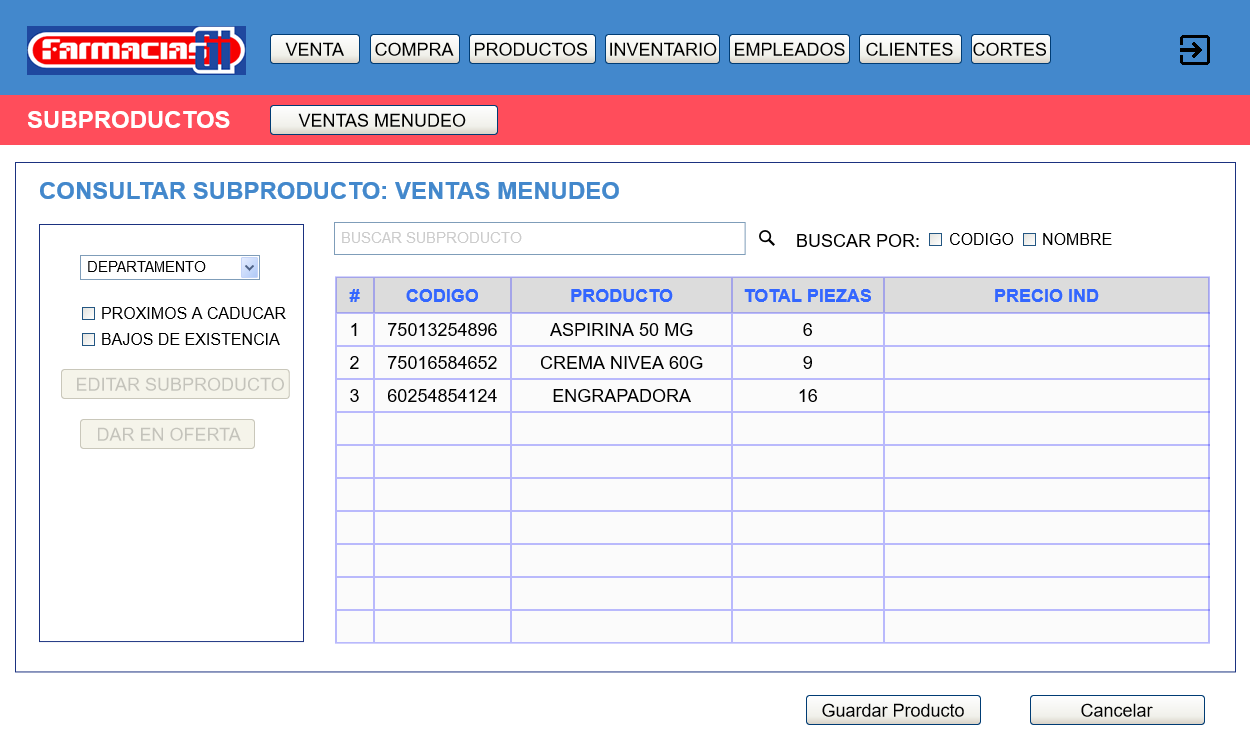 Farmacias GI VENTA COMPRA PRODUCTOS INVENTARIO EMPLEADOS CLIENTES CORTES
SUBPRODUCTOS VENTAS MENUDEO
CONSULTAR SUBPRODUCTO: VENTAS MENUDEO
BUSCAR SUBPRODUCTO BUSCAR POR: CODIGO NOMBRE
DEPARTAMENTO
PROXIMOS A CADUCAR
BAJOS DE EXISTENCIA
EDITAR SUBPRODUCTO
DAR EN OFERTA
# CODIGO PRODUCTO TOTAL PIEZAS PRECIO IND
1 75013254896 ASPIRINA 50 MG 6
2 75016584652 CREMA NIVEA 60G 9
3 60254854124 ENGRAPADORA 16
Guardar Producto Cancelar